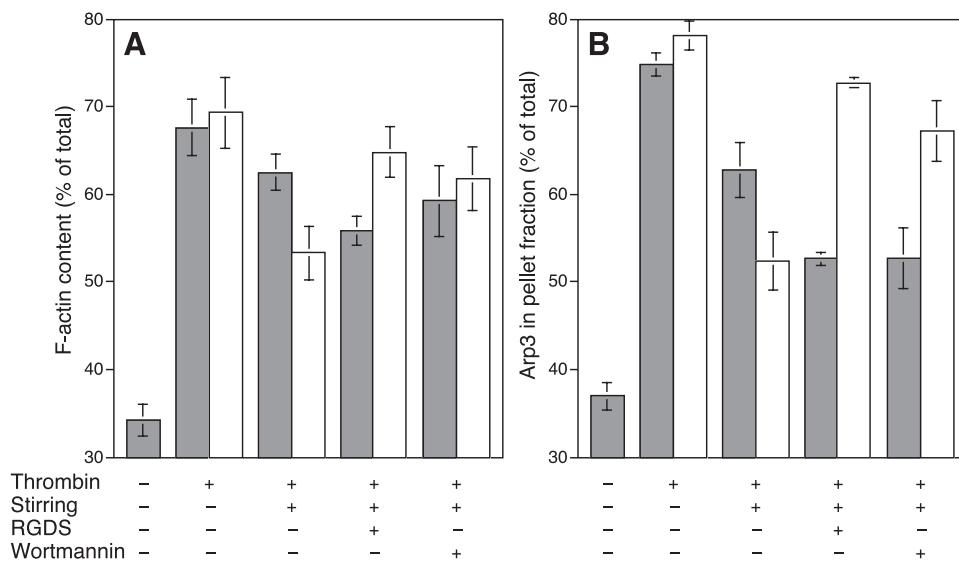 A
B
F-actin content (% of total)
80
70
60
50
40
30
Arp3 in pellet fraction (% of total)
80
70
60
50
40
30
Thrombin − + + + + − + + + +
Stirring − − + + + − − + + +
RGDS − − − + − − − − + −
Wortmannin − − − − + − − − − +